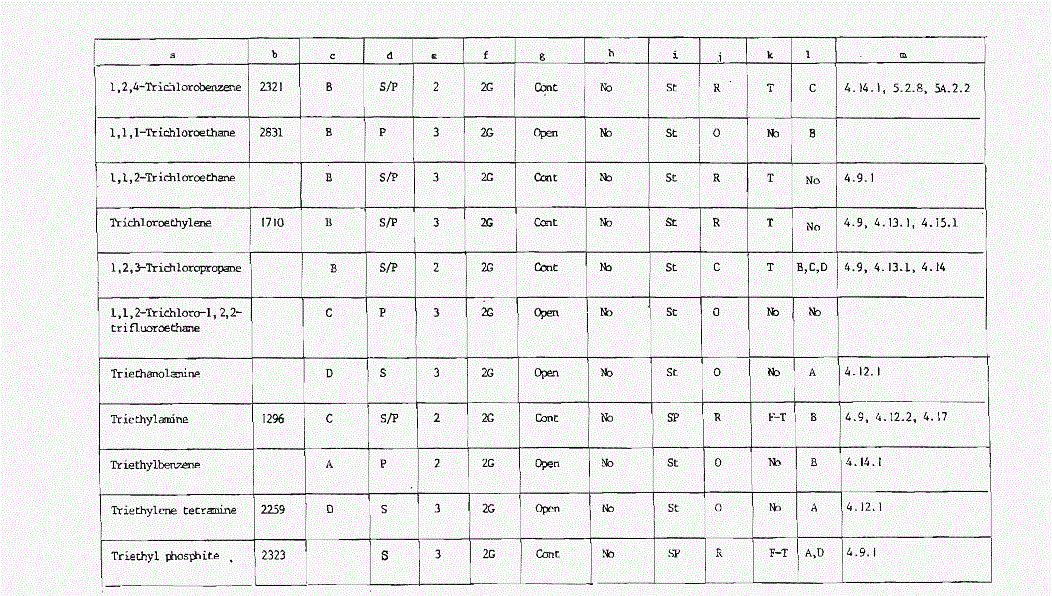 a b c d e f g h i j k l m
1,2,4-Trichlorobenzene 2321 B S/P 2 2G Cont No St R T C 4.14.1, 5.2.8, 5A.2.2
1,1,1-Trichloroethane 2831 B P 3 2G Open No St O No B
1,1,2-Trichloroethane B S/P 3 2G Cont No St R T No 4.9.1
Trichloroethylene 1710 B S/P 3 2G Cont No St R T No 4.9, 4.13.1, 4.15.1
1,2,3-Trichloropropane B S/P 2 2G Cont No St C T B,C,D 4.9, 4.13.1, 4.14
1,1,2-Trichloro-1,2,2- C P 3 2G Open No St O No No
trifluoroethane
Triethanolamine D S 3 2G Open No St O No A 4.12.1
Triethylamine 1296 C S/P 2 2G Cont No SP R F-T B 4.9, 4.12.2, 4.17
Triethylbenzene A P 2 2G Open No St O No B 4.14.1
Triethylene tetramine 2259 D S 3 2G Open No St O No A 4.12.1
Triethyl phosphite 2323 S 3 2G Cont No SP R F-T A,D 4.9.1